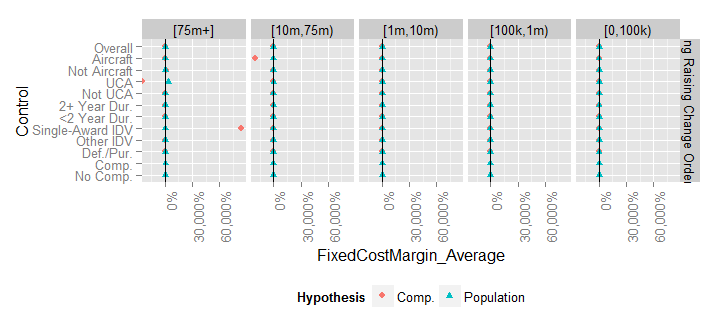 [75m+] [10m,75m) [1m,10m) [100k,1m) [0,100k)
Overall
Aircraft
Not Aircraft
UCA
Not UCA
2+ Year Dur.
<2 Year Dur.
Single-Award IDV
Other IDV
Def./Pur.
Comp.
No Comp.
Control
Raising Change Order
0% 30,000% 60,000% 0% 30,000% 60,000% 0% 30,000% 60,000% 0% 30,000% 60,000% 0% 30,000% 60,000%
FixedCostMargin_Average
Hypothesis Comp. Population